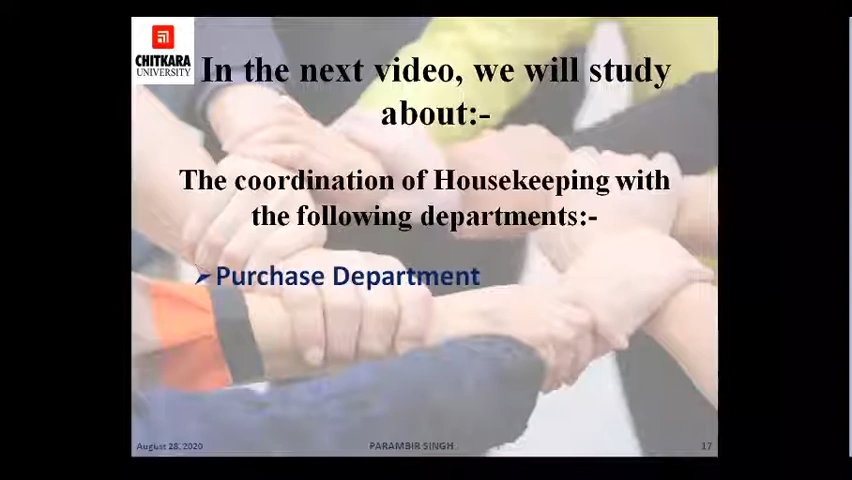 CHITKARA
UNIVERSITY
In the next video, we will study
about:-
The coordination of Housekeeping with
the following departments:-
➢Purchase Department
August 28, 2020
PARAMBIR SINGH
17